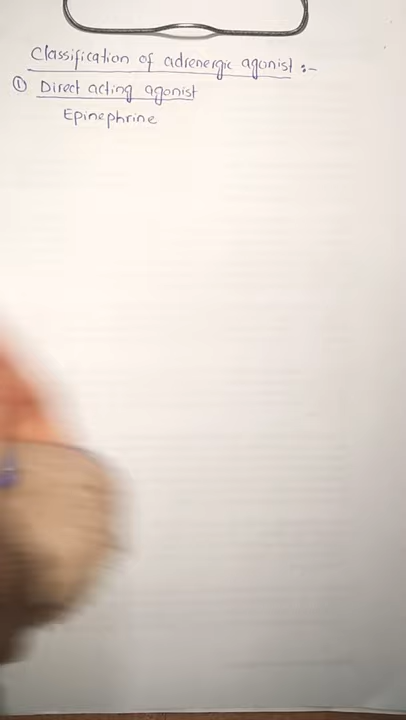 Classification of adrenergic agonist :-
① Direct acting agonist
Epinephrine